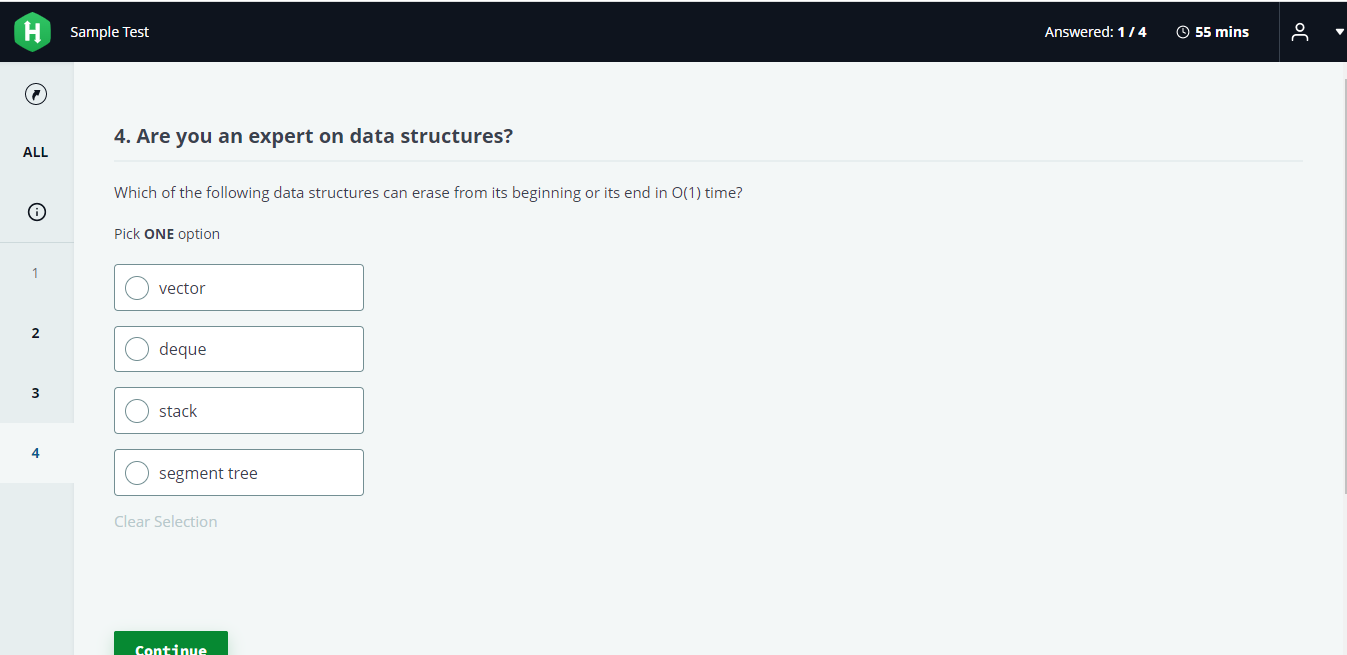 Sample Test
Answered: 1 / 4
55 mins
ALL
1
2
3
4
4. Are you an expert on data structures?
Which of the following data structures can erase from its beginning or its end in O(1) time?
Pick ONE option
vector
deque
stack
segment tree
Clear Selection
Continue